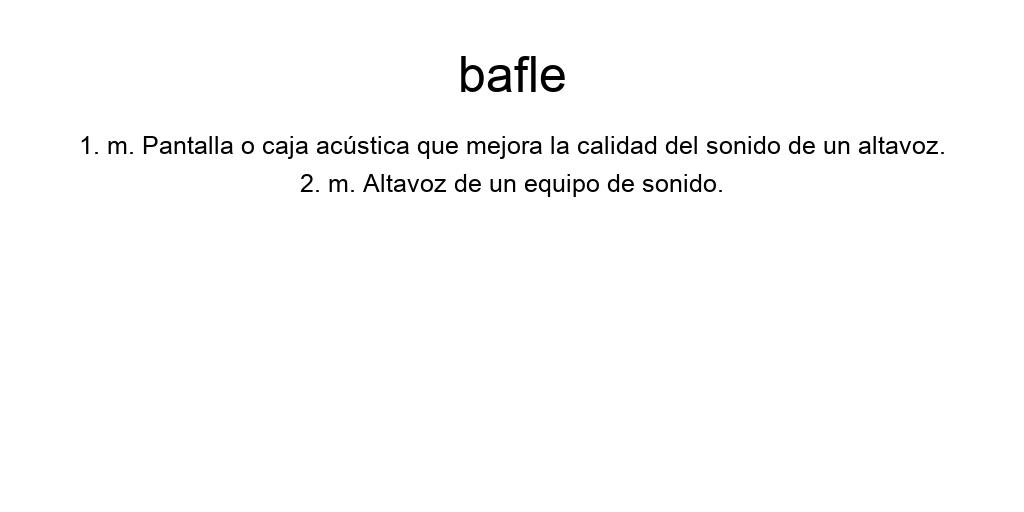 bafle
1. m. Pantalla o caja acústica que mejora la calidad del sonido de un altavoz.
2. m. Altavoz de un equipo de sonido.